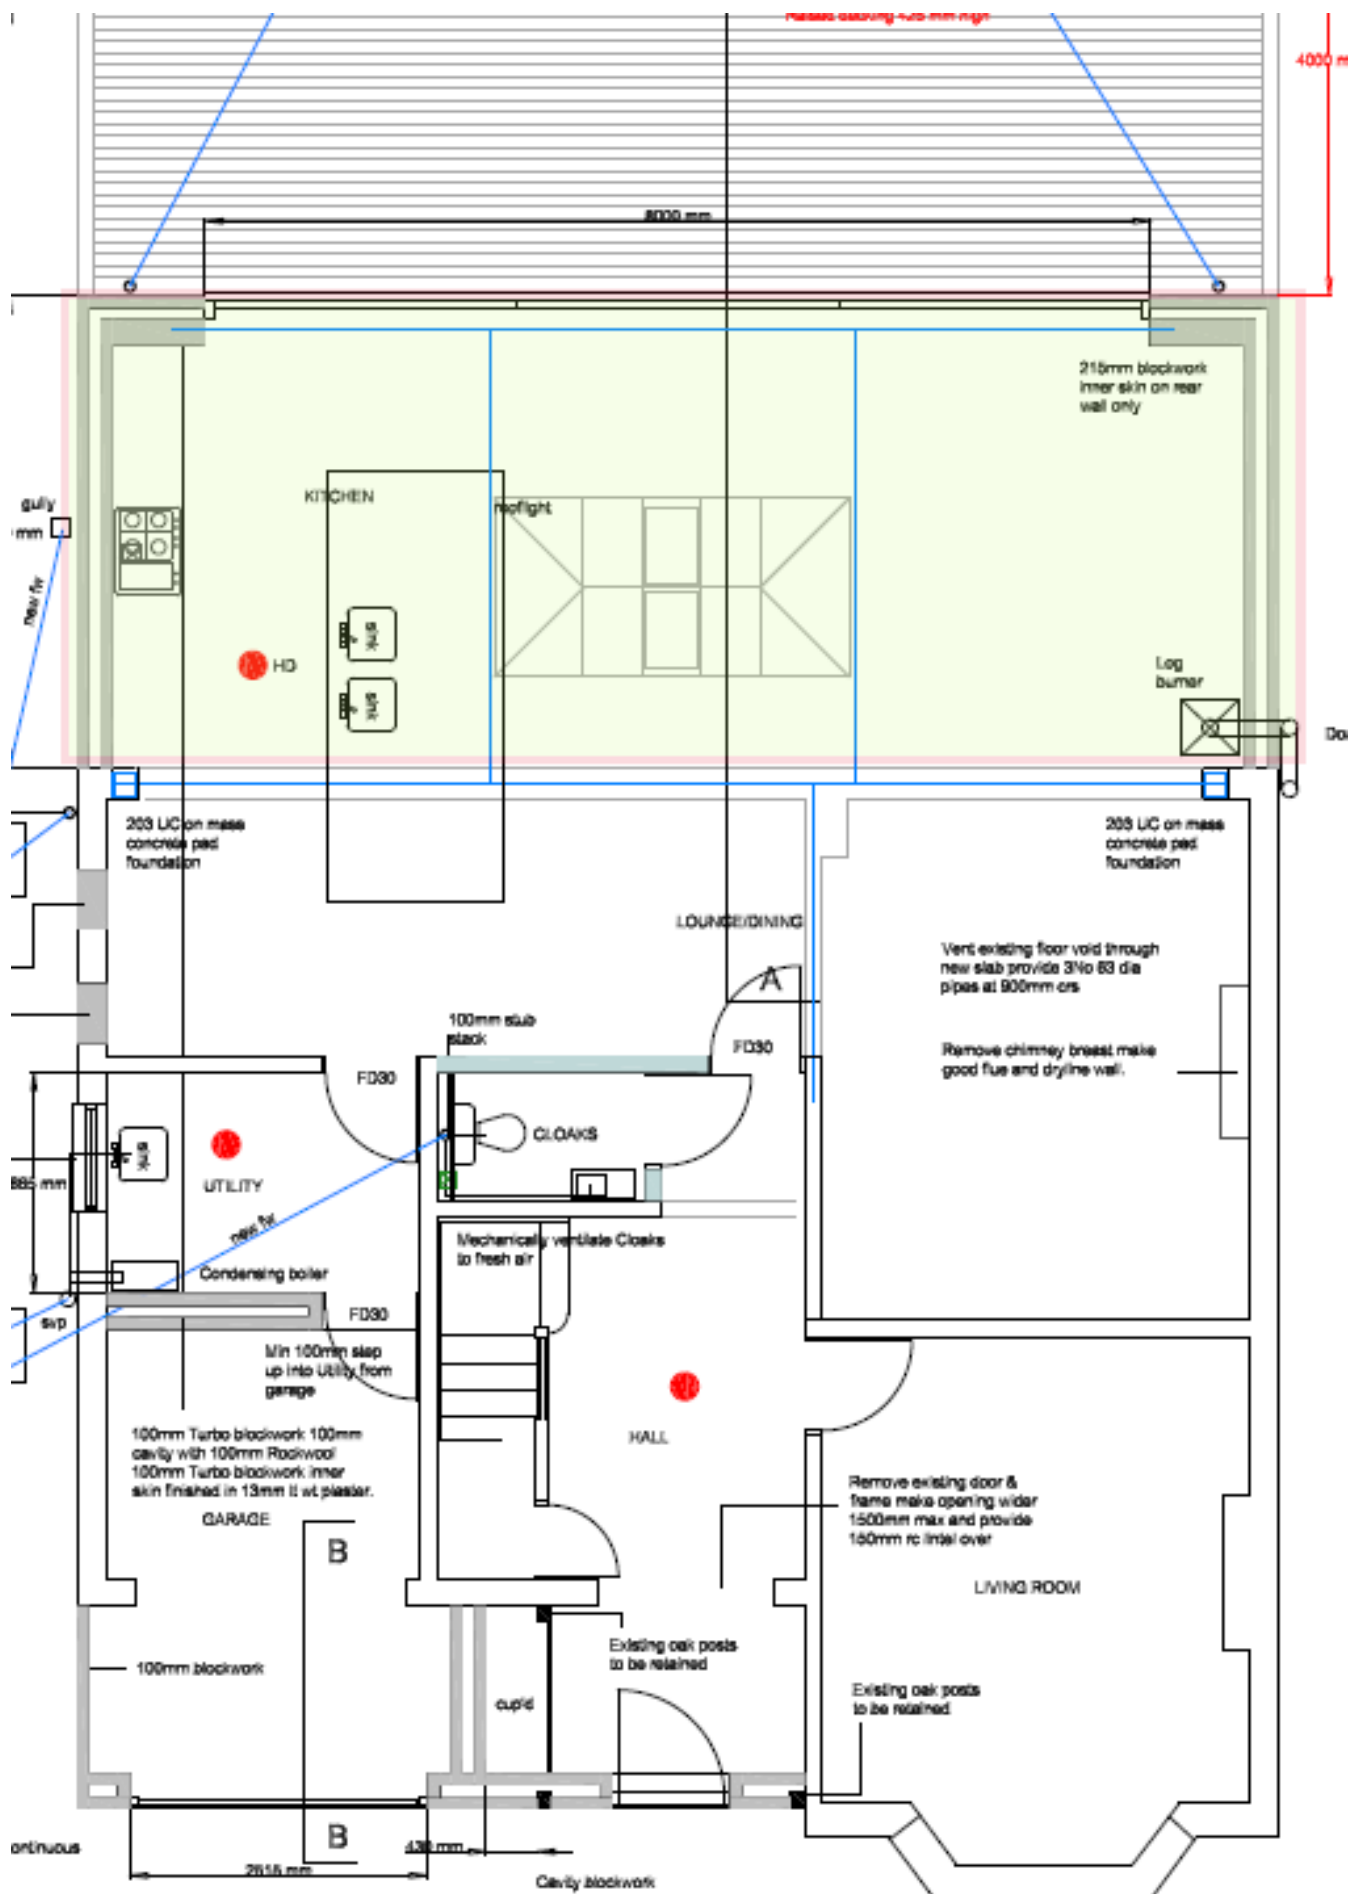 Raised decking 425 mm high
4000 m
8000 mm
215mm blockwork
inner skin on rear
wall only
KITCHEN
rooflight
gully
mm
new fw
sink
HD
sink
Log
burner
203 UC on mass
concrete pad
foundation
203 UC on mass
concrete pad
foundation
LOUNGE/DINING
Vent existing floor void through
new slab provide 3No 63 dia
pipes at 900mm crs
A
100mm stub
stack
FD30
FD30
Remove chimney breast make
good flue and dryline wall.
CLOAKS
sink
UTILITY
new fw
Mechanically ventilate Cloaks
to fresh air
Condensing boiler
svp
FD30
Min 100mm step
up into Utility from
garage
HALL
100mm Turbo blockwork 100mm
cavity with 100mm Rockwool
100mm Turbo blockwork inner
skin finished in 13mm lt wt plaster.
GARAGE
B
Remove existing door &
frame make opening wider
1500mm max and provide
150mm rc lintel over
LIVING ROOM
Existing oak posts
to be retained
100mm blockwork
cup'd
Existing oak posts
to be retained
B
ontinuous
2615 mm
Cavity blockwork